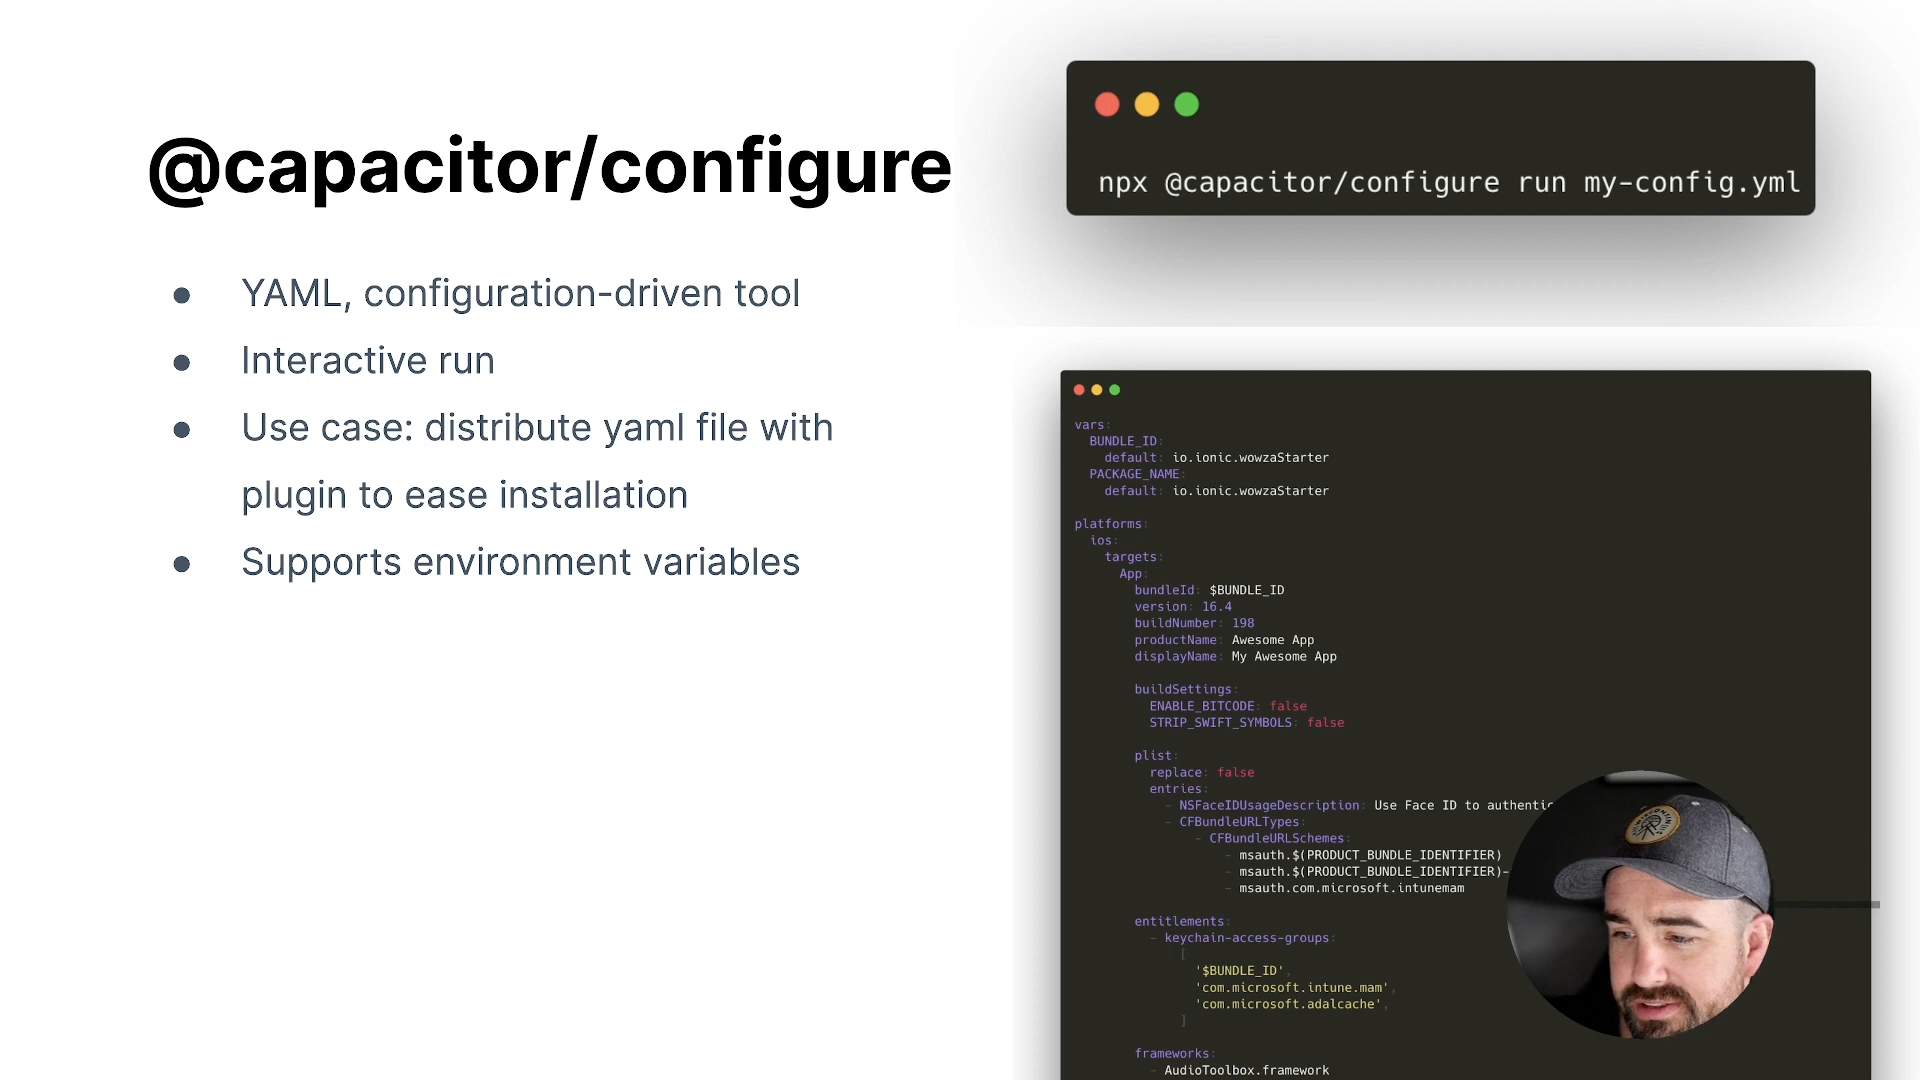 @capacitor/configure
● YAML, configuration-driven tool
● Interactive run
● Use case: distribute yaml file with
plugin to ease installation
● Supports environment variables
npx @capacitor/configure run my-config.yml
vars:
  BUNDLE_ID:
    default: io.ionic.wowzaStarter
  PACKAGE_NAME:
    default: io.ionic.wowzaStarter
platforms:
  ios:
    targets:
      App:
        bundleId: $BUNDLE_ID
        version: 16.4
        buildNumber: 198
        productName: Awesome App
        displayName: My Awesome App
        buildSettings:
          ENABLE_BITCODE: false
          STRIP_SWIFT_SYMBOLS: false
        plist:
          replace: false
          entries:
            - NSFaceIDUsageDescription: Use Face ID to
            - CFBundleURLTypes:
                - CFBundleURLSchemes:
                    - msauth.$(PRODUCT_BUNDLE_IDENTIFIER)
                    - msauth.$(PRODUCT_BUNDLE_IDENTIFIER)-
                    - msauth.com.microsoft.intunemam
        entitlements:
          - keychain-access-groups:
              [
                '$BUNDLE_ID',
                'com.microsoft.intune.mam',
                'com.microsoft.adalcache',
              ]
        frameworks:
          - AudioToolbox.framework